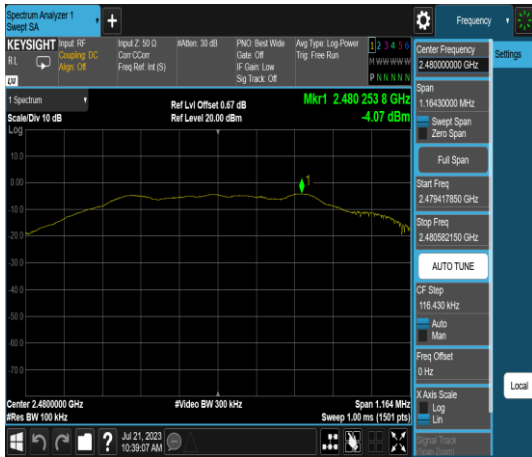 Spectrum Analyzer 1
Swept SA
Frequency
Settings
KEYSIGHT
RL
LXI
Input: RF
Coupling: DC
Align: Off
Input Z: 50 Ω
Corr CCorr
Freq Ref: Int (S)
#Atten: 30 dB
PNO: Best Wide
Gate: Off
IF Gain: Low
Sig Track: Off
Avg Type: Log-Power
Trig: Free Run
1 2 3 4 5 6
M W W W W W
P N N N N N
1 Spectrum
Scale/Div 10 dB
Log
Ref Lvl Offset 0.67 dB
Ref Level 20.00 dBm
Mkr1 2.480 253 8 GHz
-4.07 dBm
1
10.0
0.00
-10.0
-20.0
-30.0
-40.0
-50.0
-60.0
-70.0
Center 2.4800000 GHz
#Res BW 100 kHz
#Video BW 300 kHz
Span 1.164 MHz
Sweep 1.00 ms (1501 pts)
Jul 21, 2023
10:39:07 AM
Center Frequency
2.480000000 GHz
Span
1.16430000 MHz
Swept Span
Zero Span
Full Span
Start Freq
2.479417850 GHz
Stop Freq
2.480582150 GHz
AUTO TUNE
CF Step
116.430 kHz
Auto
Man
Freq Offset
0 Hz
X Axis Scale
Log
Lin
Local
Signal Track
(Span Zoom)